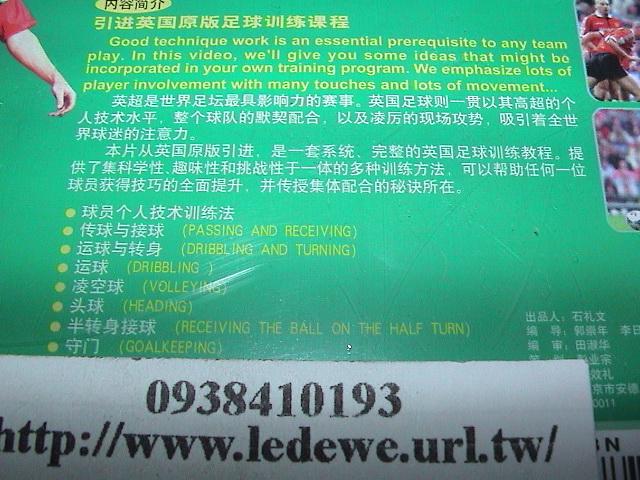 内容简介
引进英国原版足球训练课程
Good technique work is an essential prerequisite to any team
play. In this video, we'll give you some ideas that might be
incorporated in your own training program. We emphasize lots of
player involvement with many touches and lots of movement...
英超是世界足坛最具影响力的赛事。英国足球则一贯以其高超的个
人技术水平，整个球队的默契配合，以及凌厉的现场攻势，吸引着全世
界球迷的注意力。
本片从英国原版引进，是一套系统、完整的英国足球训练教程。提
供了集科学性、趣味性和挑战性于一体的多种训练方法，可以帮助任何一位
球员获得技巧的全面提升，并传授集体配合的秘诀所在。
球员个人技术训练法
传球与接球 (PASSING AND RECEIVING)
运球与转身 (DRIBBLING AND TURNING)
运球 (DRIBBLING )
凌空球 (VOLLEYING)
头球 (HEADING)
半转身接球 (RECEIVING THE BALL ON THE HALF TURN)
守门 (GOALKEEPING)
出品人：石礼文
编 导：郭崇年 李
编 审：田淑华
彭业宗
效礼
京市安德
0011
0938410193
http://www.ledewe.url.tw/